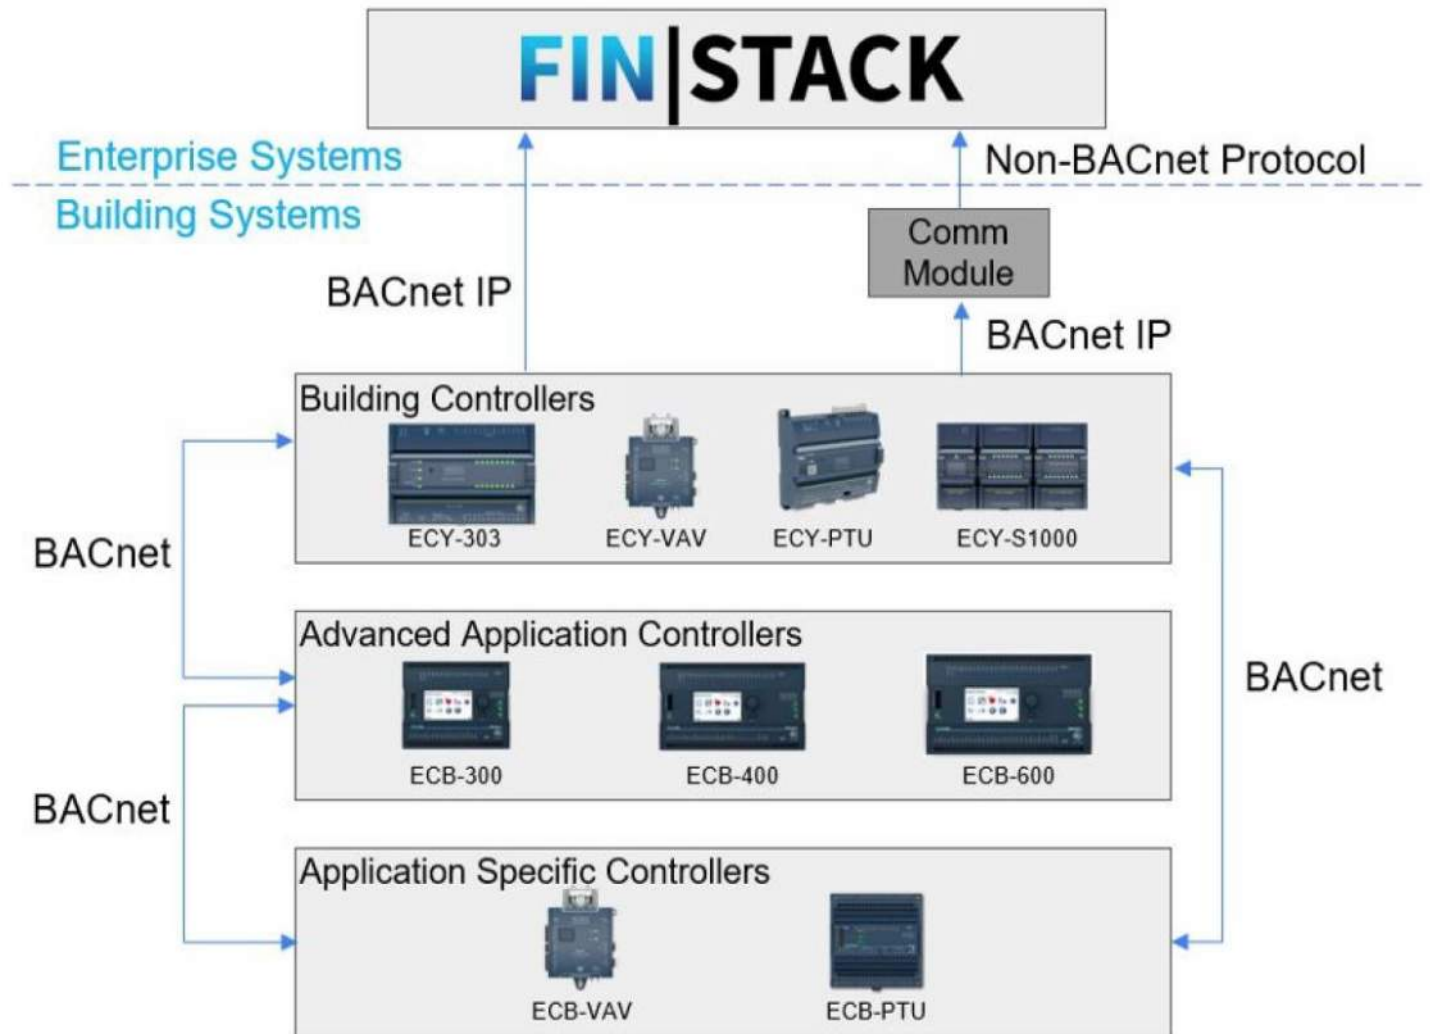 FIN|STACK
Enterprise Systems
Non-BACnet Protocol
Building Systems
Comm
Module
BACnet IP
BACnet IP
Building Controllers
ECY-303
ECY-VAV
ECY-PTU
ECY-S1000
BACnet
Advanced Application Controllers
BACnet
ECB-300
ECB-400
ECB-600
BACnet
Application Specific Controllers
ECB-VAV
ECB-PTU